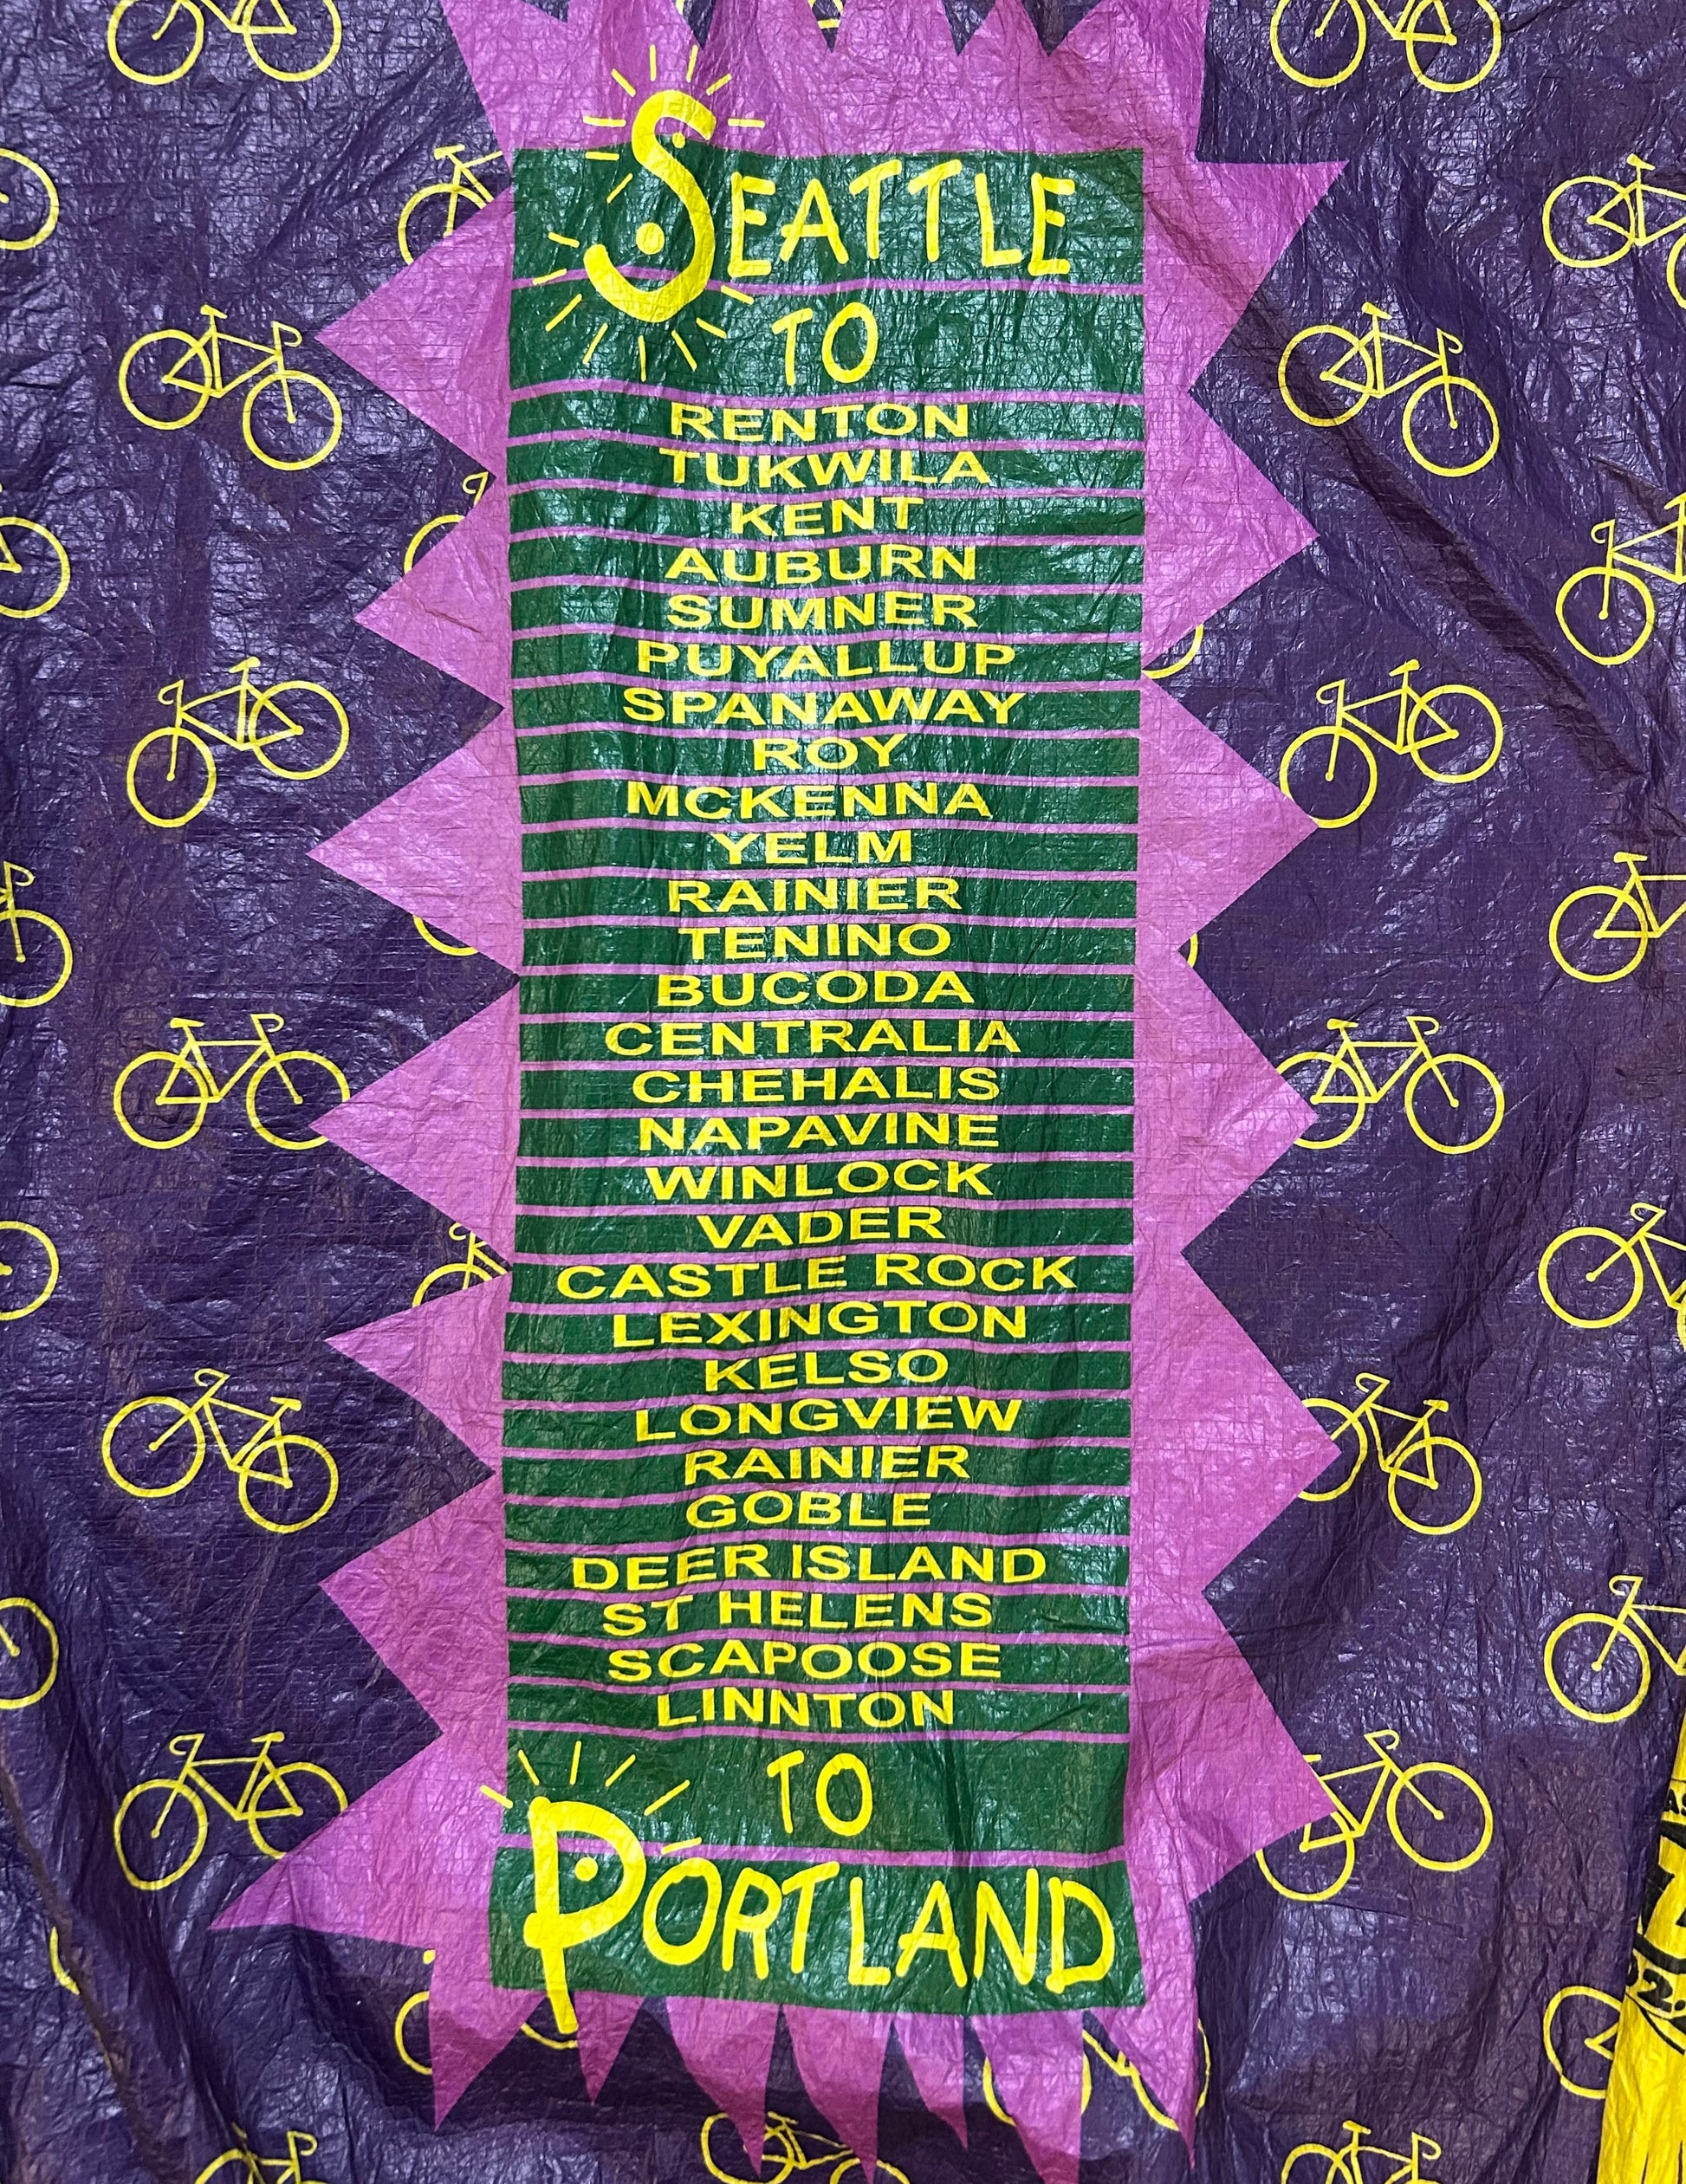 SEATTLE
TO
RENTON
TUKWILA
KENT
AUBURN
SUMNER
PUYALLUP
SPANAWAY
ROY
MCKENNA
YELM
RAINIER
TENINO
BUCODA
CENTRALIA
CHEHALIS
NAPAVINE
WINLOCK
VADER
CASTLE ROCK
LEXINGTON
KELSO
LONGVIEW
RAINIER
GOBLE
DEER ISLAND
ST HELENS
SCAPOOSE
LINNTON
TO
PORTLAND